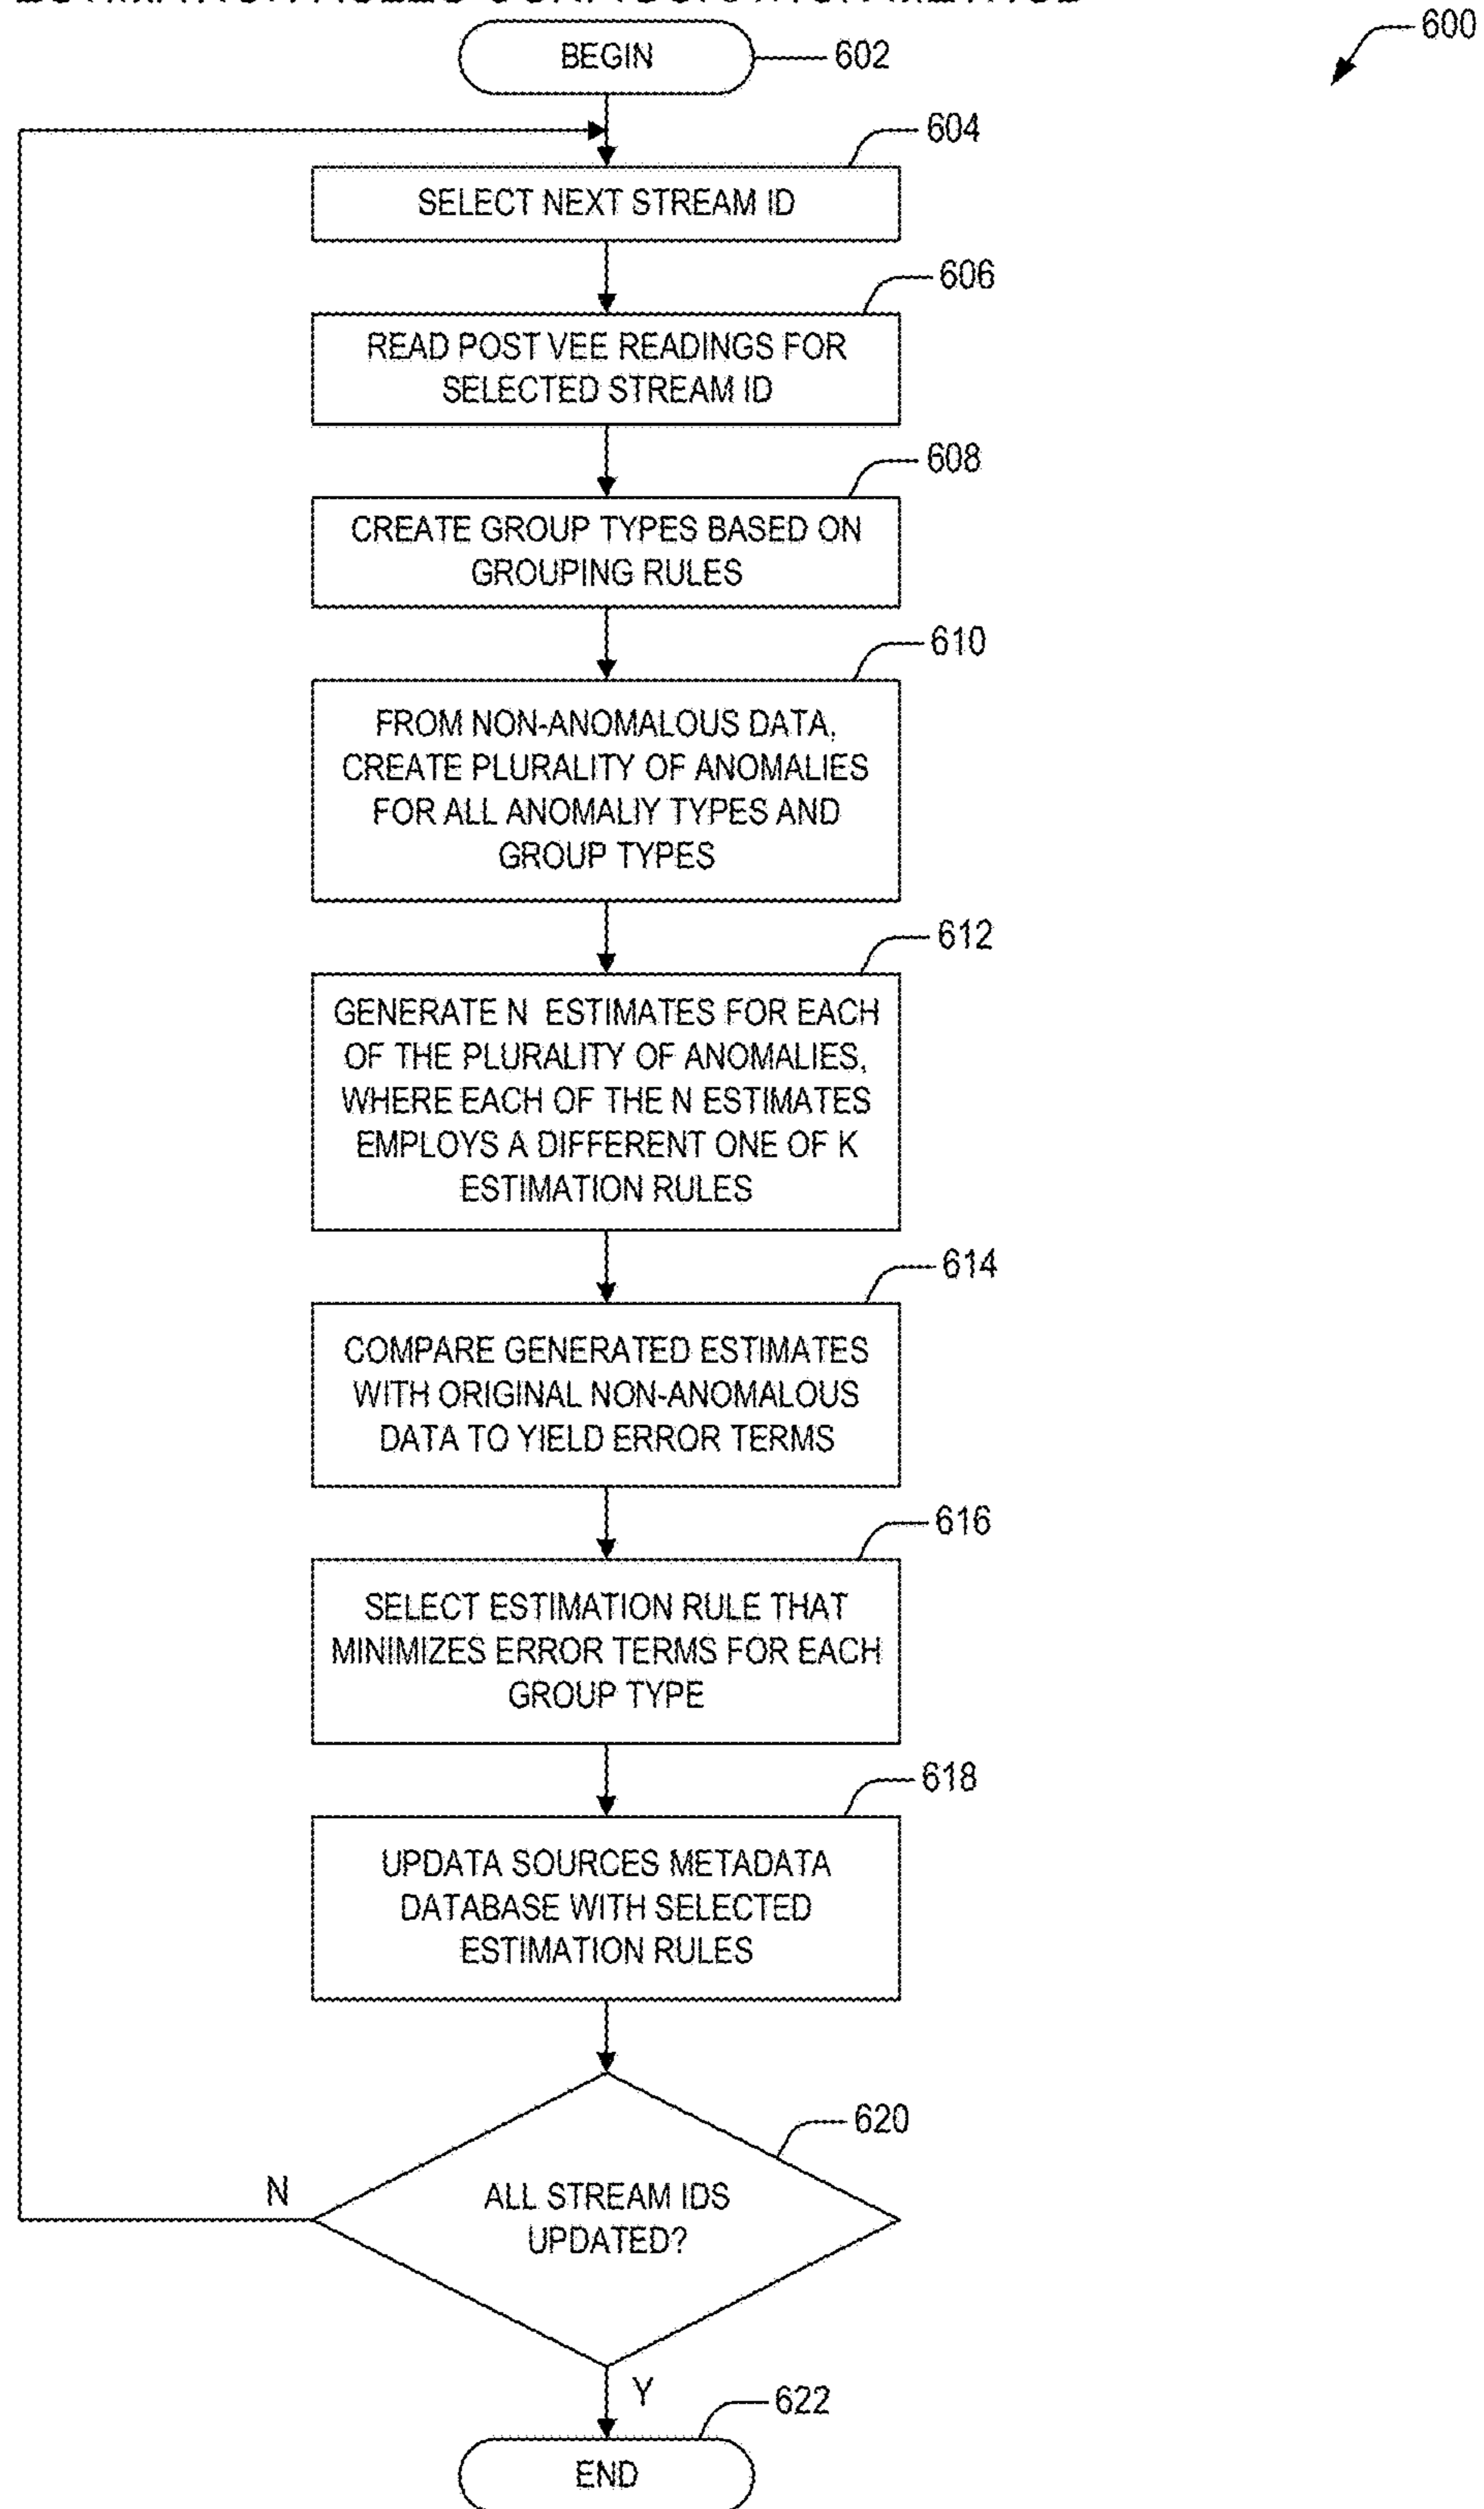 600
BEGIN
602
604
SELECT NEXT STREAM ID
606
READ POST VEE READINGS FOR
SELECTED STREAM ID
608
CREATE GROUP TYPES BASED ON
GROUPING RULES
610
FROM NON-ANOMALOUS DATA,
CREATE PLURALITY OF ANOMALIES
FOR ALL ANOMALIY TYPES AND
GROUP TYPES
612
GENERATE N ESTIMATES FOR EACH
OF THE PLURALITY OF ANOMALIES,
WHERE EACH OF THE N ESTIMATES
EMPLOYS A DIFFERENT ONE OF K
ESTIMATION RULES
614
COMPARE GENERATED ESTIMATES
WITH ORIGINAL NON-ANOMALOUS
DATA TO YIELD ERROR TERMS
616
SELECT ESTIMATION RULE THAT
MINIMIZES ERROR TERMS FOR EACH
GROUP TYPE
618
UPDATA SOURCES METADATA
DATABASE WITH SELECTED
ESTIMATION RULES
620
N
ALL STREAM IDS
UPDATED?
Y
622
END